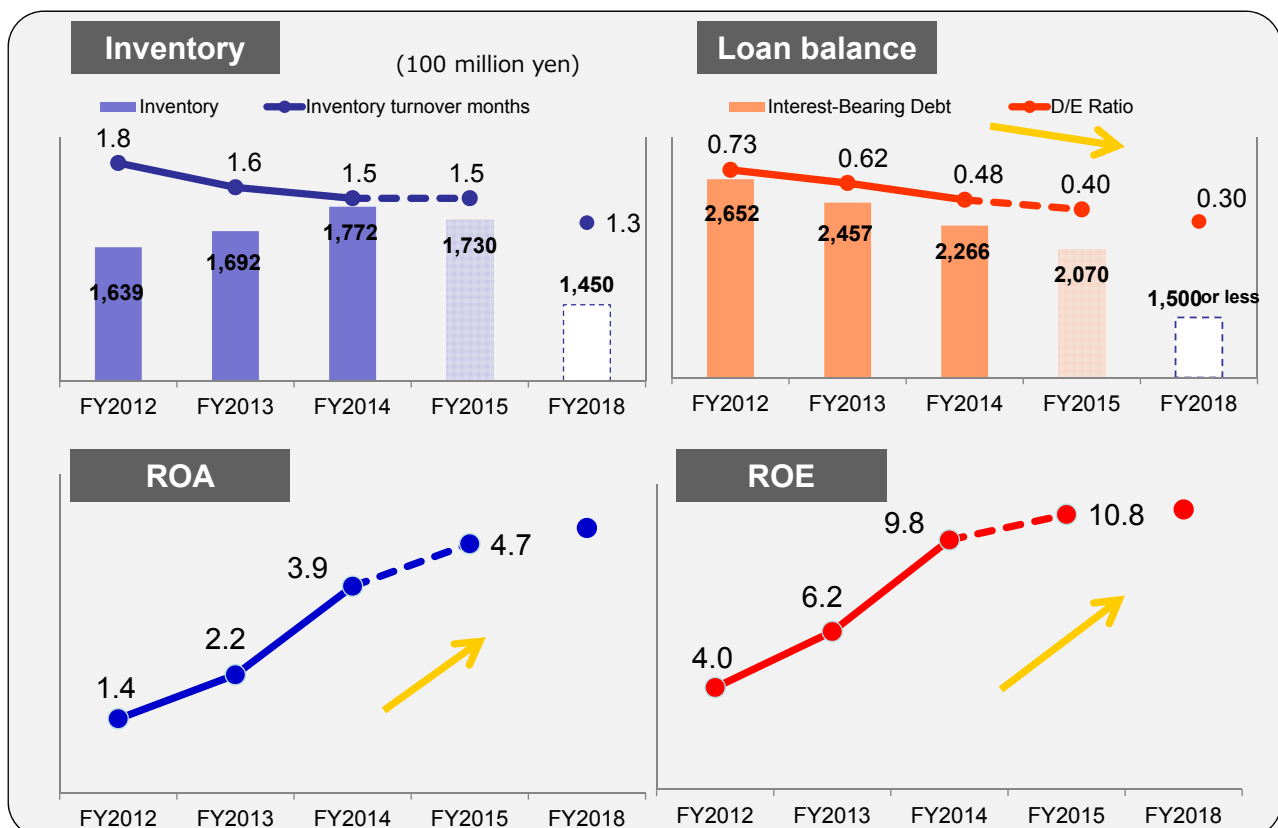 Inventory
(100 million yen)
Inventory
Inventory turnover months
1.8
1.6
1.5
1.5
1.3
1,639
1,692
1,772
1,730
1,450
FY2012
FY2013
FY2014
FY2015
FY2018
Loan balance
Interest-Bearing Debt
D/E Ratio
0.73
0.62
0.48
0.40
0.30
2,652
2,457
2,266
2,070
1,500 or less
FY2012
FY2013
FY2014
FY2015
FY2018
ROA
1.4
2.2
3.9
4.7
FY2012
FY2013
FY2014
FY2015
FY2018
ROE
4.0
6.2
9.8
10.8
FY2012
FY2013
FY2014
FY2015
FY2018